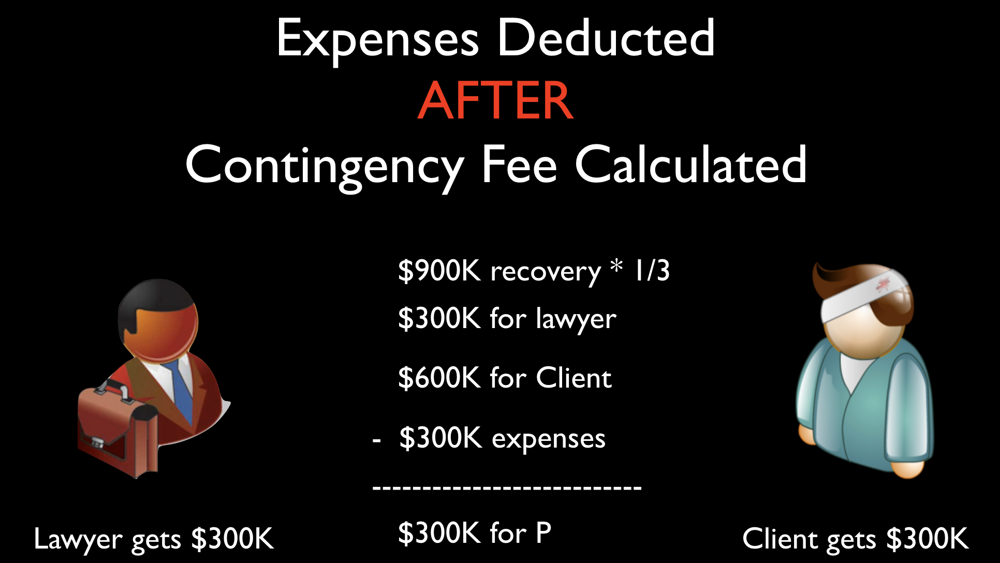 Expenses Deducted
AFTER
Contingency Fee Calculated
$900K recovery * 1/3
$300K for lawyer
$600K for Client
- $300K expenses
---------------------------
$300K for P
Lawyer gets $300K
Client gets $300K